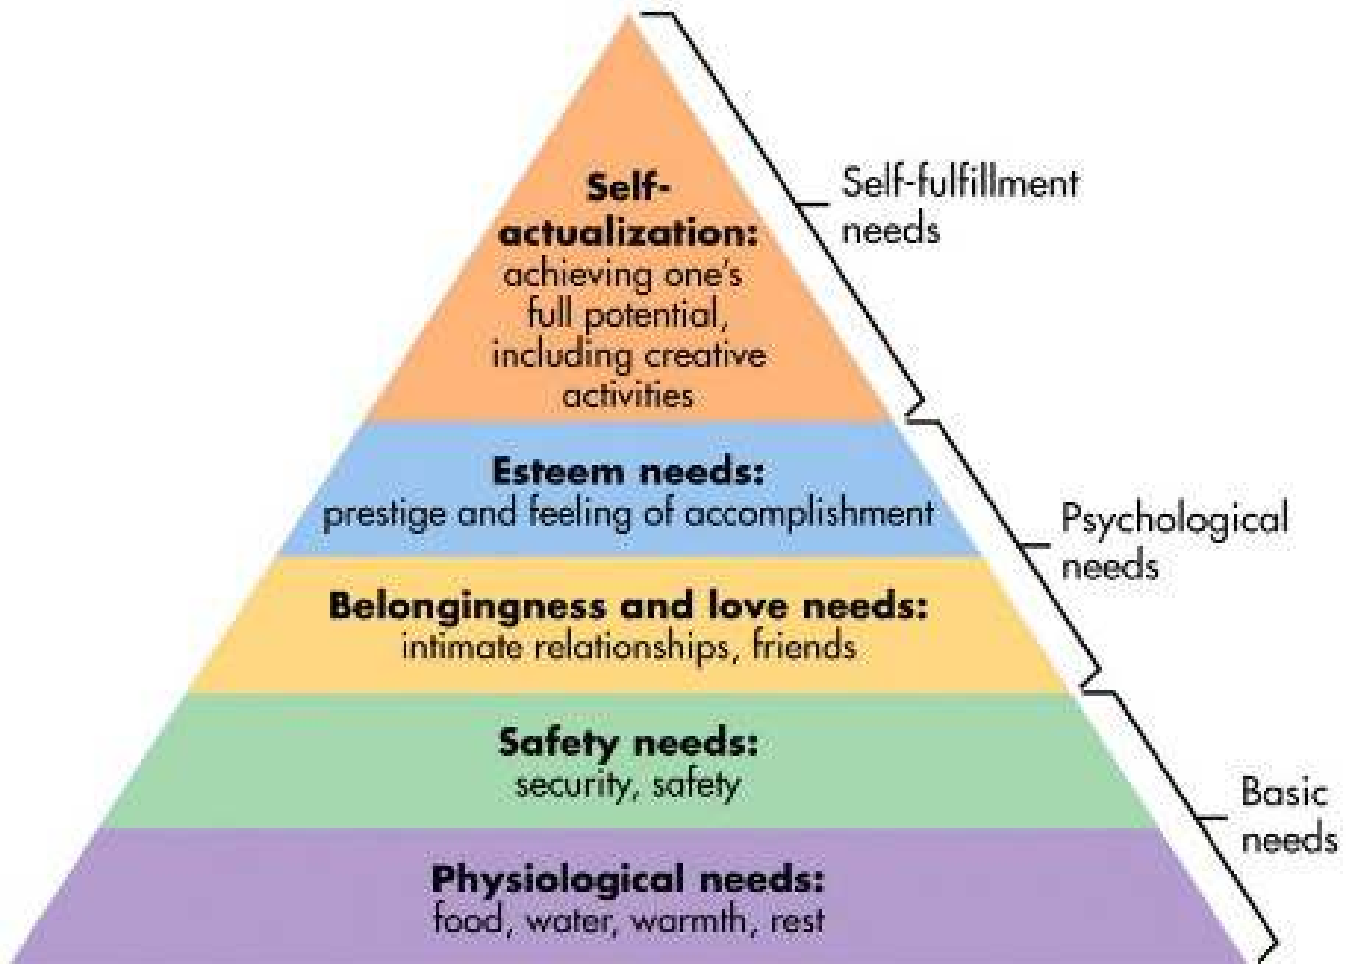 Self-
actualization:
achieving one's
full potential,
including creative
activities
Self-fulfillment
needs
Esteem needs:
prestige and feeling of accomplishment
Psychological
needs
Belongingness and love needs:
intimate relationships, friends
Safety needs:
security, safety
Basic
needs
Physiological needs:
food, water, warmth, rest